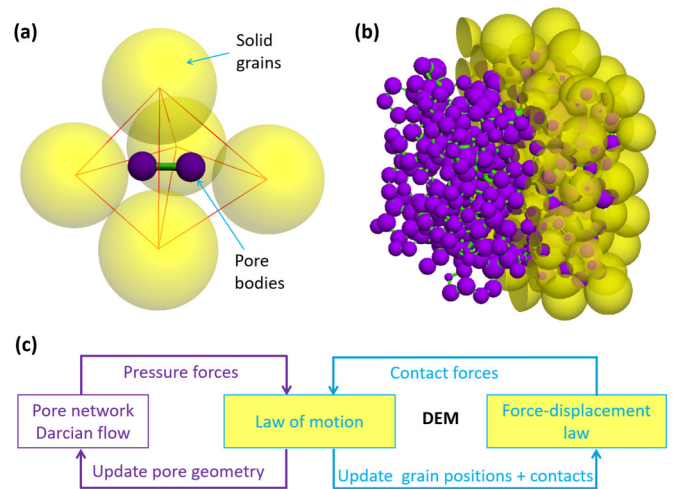 (a)
Solid
grains
Pore
bodies
(b)
(c)
Pressure forces
Contact forces
Pore network
Darcian flow
Law of motion
DEM
Force-displacement
law
Update pore geometry
Update grain positions + contacts